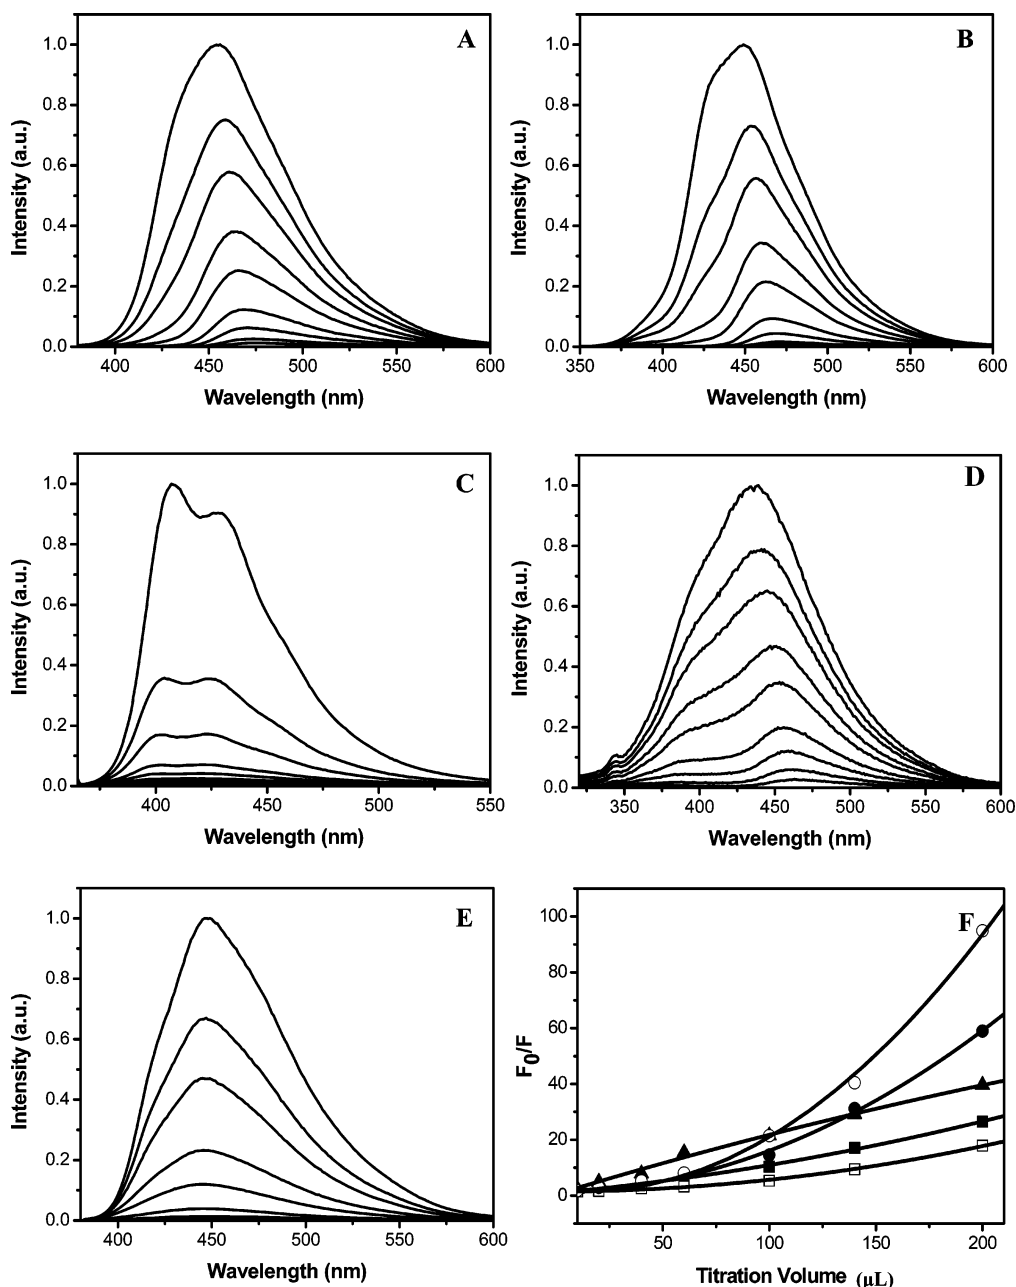 A
1.0
0.8
0.6
0.4
0.2
0.0
Intensity (a.u.)
400 450 500 550 600
Wavelength (nm)
B
1.0
0.8
0.6
0.4
0.2
0.0
Intensity (a.u.)
350 400 450 500 550 600
Wavelength (nm)
C
1.0
0.8
0.6
0.4
0.2
0.0
Intensity (a.u.)
400 450 500 550
Wavelength (nm)
D
1.0
0.8
0.6
0.4
0.2
0.0
Intensity (a.u.)
350 400 450 500 550 600
Wavelength (nm)
E
1.0
0.8
0.6
0.4
0.2
0.0
Intensity (a.u.)
400 450 500 550 600
Wavelength (nm)
F
100
80
60
40
20
0
F₀/F
50 100 150 200
Titration Volume (µL)